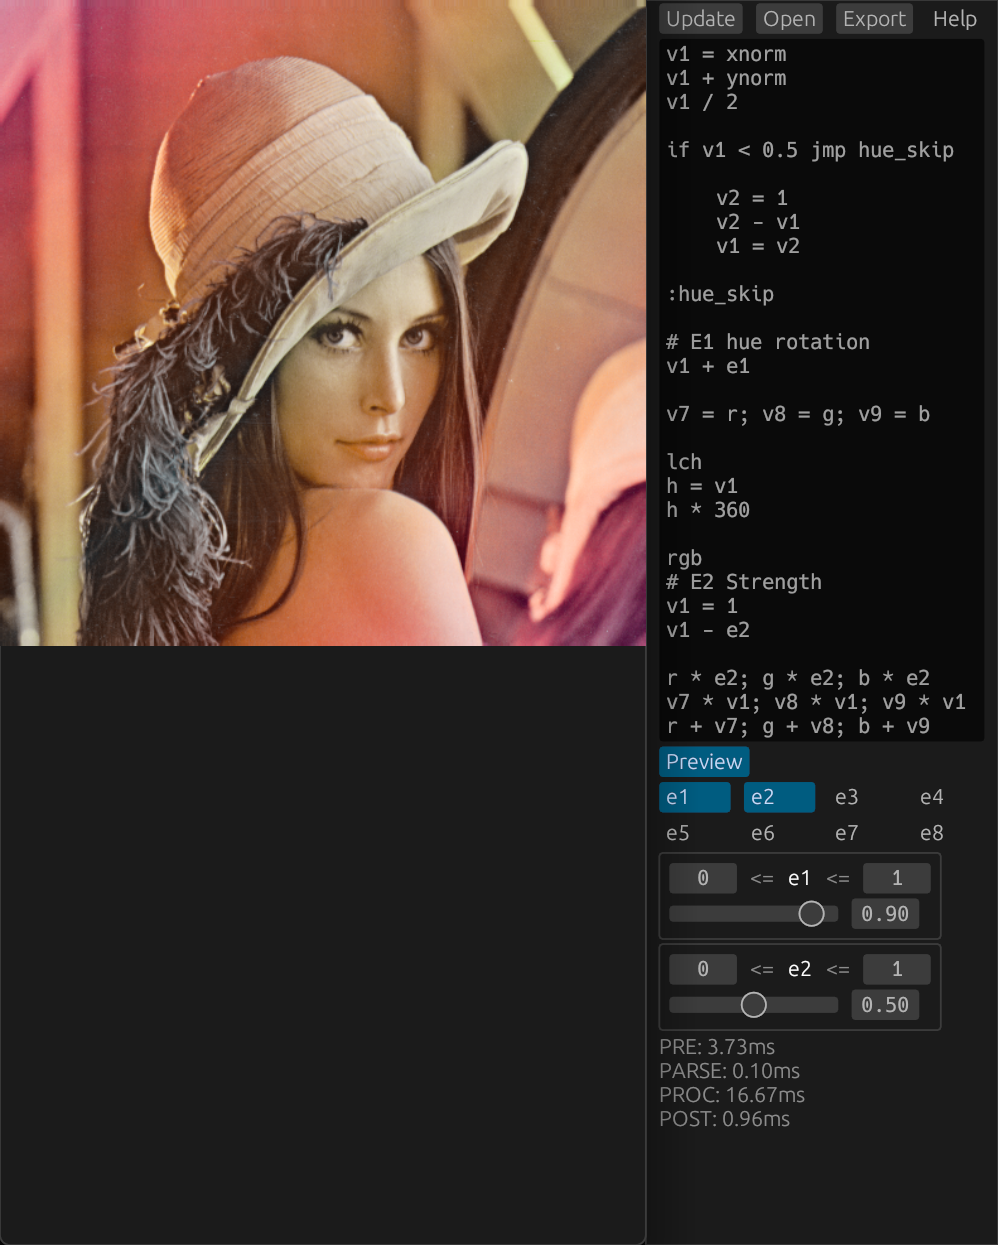 Update Open Export Help
v1 = xnorm
v1 + ynorm
v1 / 2
if v1 < 0.5 jmp hue_skip
v2 = 1
v2 - v1
v1 = v2
:hue_skip
# E1 hue rotation
v1 + e1
v7 = r; v8 = g; v9 = b
lch
h = v1
h * 360
rgb
# E2 Strength
v1 = 1
v1 - e2
r * e2; g * e2; b * e2
v7 * v1; v8 * v1; v9 * v1
r + v7; g + v8; b + v9
Preview
e1 e2 e3 e4
e5 e6 e7 e8
0 <= e1 <= 1
0.90
0 <= e2 <= 1
0.50
PRE: 3.73ms
PARSE: 0.10ms
PROC: 16.67ms
POST: 0.96ms